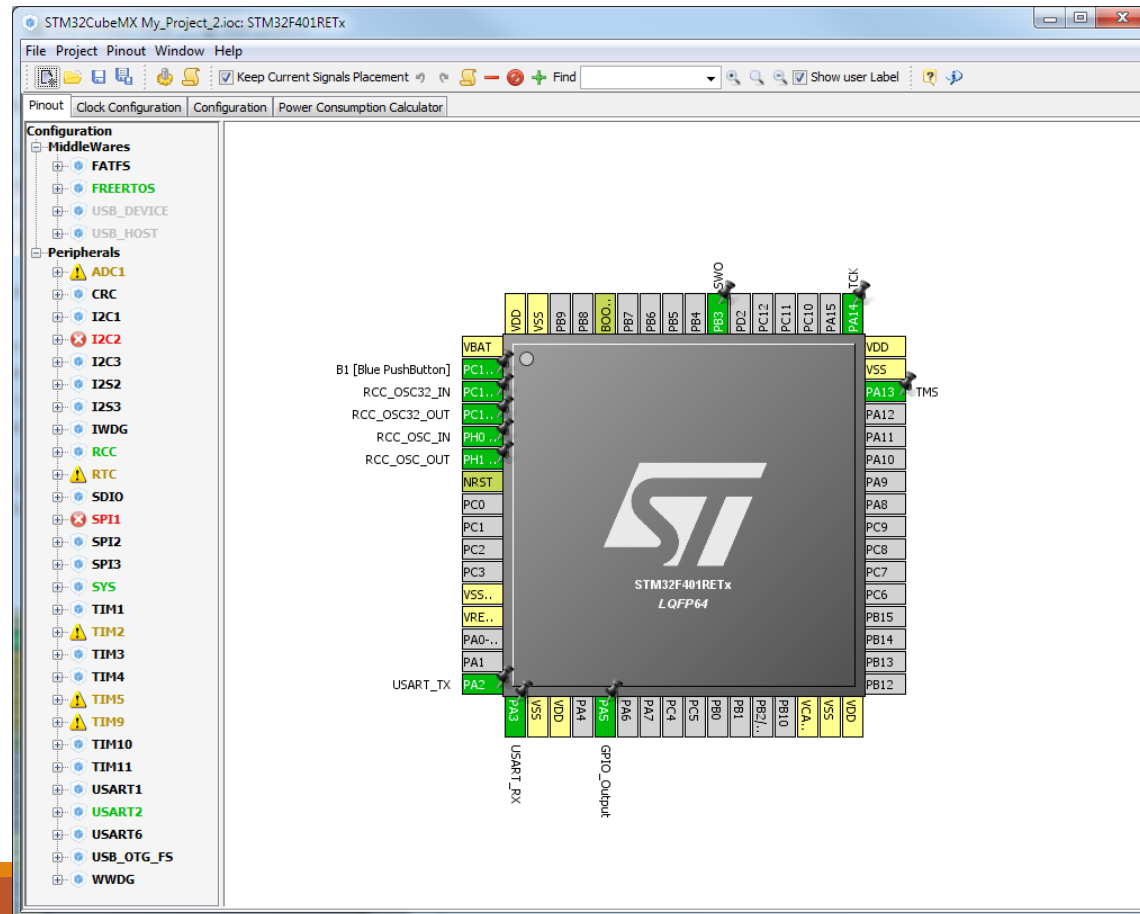 STM32CubeMX My_Project_2.ioc: STM32F401RETx
File Project Pinout Window Help
Keep Current Signals Placement Find Show user Label
Pinout Clock Configuration Configuration Power Consumption Calculator
Configuration
MiddleWares
FATFS
FREERTOS
USB_DEVICE
USB_HOST
Peripherals
ADC1
CRC
I2C1
I2C2
I2C3
I2S2
I2S3
IWDG
RCC
RTC
SDIO
SPI1
SPI2
SPI3
SYS
TIM1
TIM2
TIM3
TIM4
TIM5
TIM9
TIM10
TIM11
USART1
USART2
USART6
USB_OTG_FS
WWDG
SWO
TCK
VDD
VSS
PB9
PB8
BOO..
PB7
PB6
PB5
PB4
PB3
PD2
PC12
PC11
PC10
PA15
PA14
VBAT
B1 [Blue PushButton] PC1..
RCC_OSC32_IN PC1..
RCC_OSC32_OUT PC1..
RCC_OSC_IN PH0 ..
RCC_OSC_OUT PH1 ..
NRST
PC0
PC1
PC2
PC3
VSS..
VRE..
PA0-..
PA1
USART_TX PA2
ST
STM32F401RETx
LQFP64
VDD
VSS
PA13 TMS
PA12
PA11
PA10
PA9
PA8
PC9
PC8
PC7
PC6
PB15
PB14
PB13
PB12
PA3
VSS
VDD
PA4
PA5
PA6
PA7
PC4
PC5
PB0
PB1
PB2/..
PB10
VCA..
VSS
VDD
USART_RX
GPIO_Output